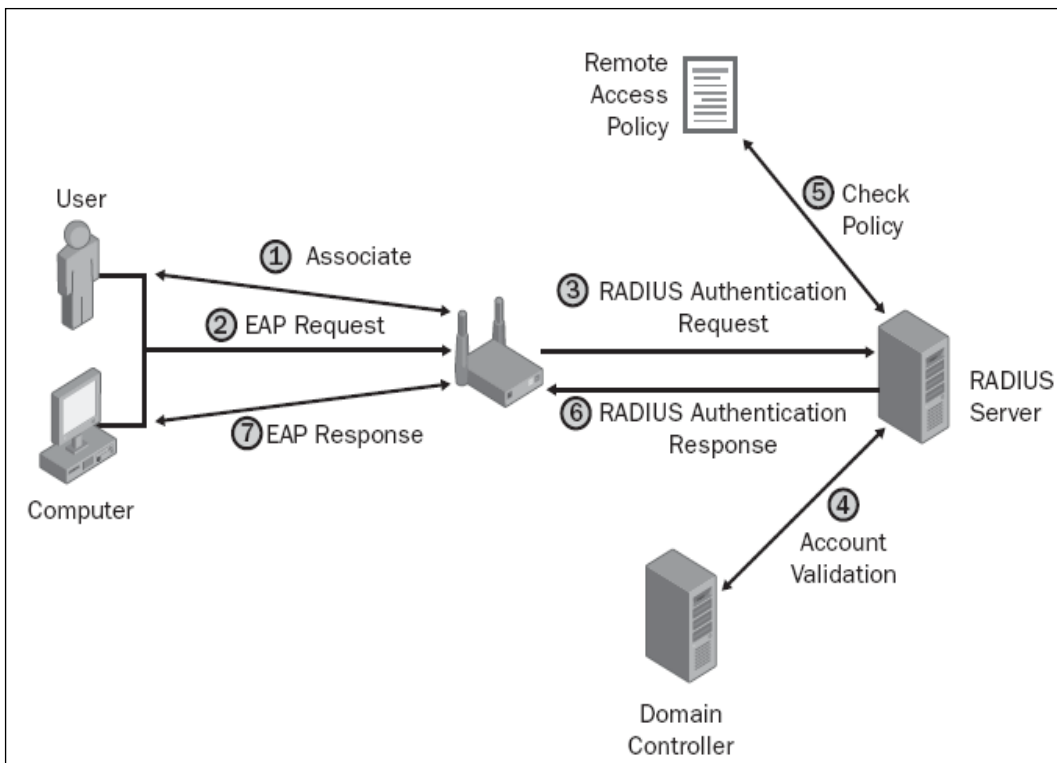 Remote
Access
Policy
User
5 Check
Policy
1 Associate
3 RADIUS Authentication
Request
2 EAP Request
RADIUS
Server
6 RADIUS Authentication
Response
7 EAP Response
Computer
4
Account
Validation
Domain
Controller